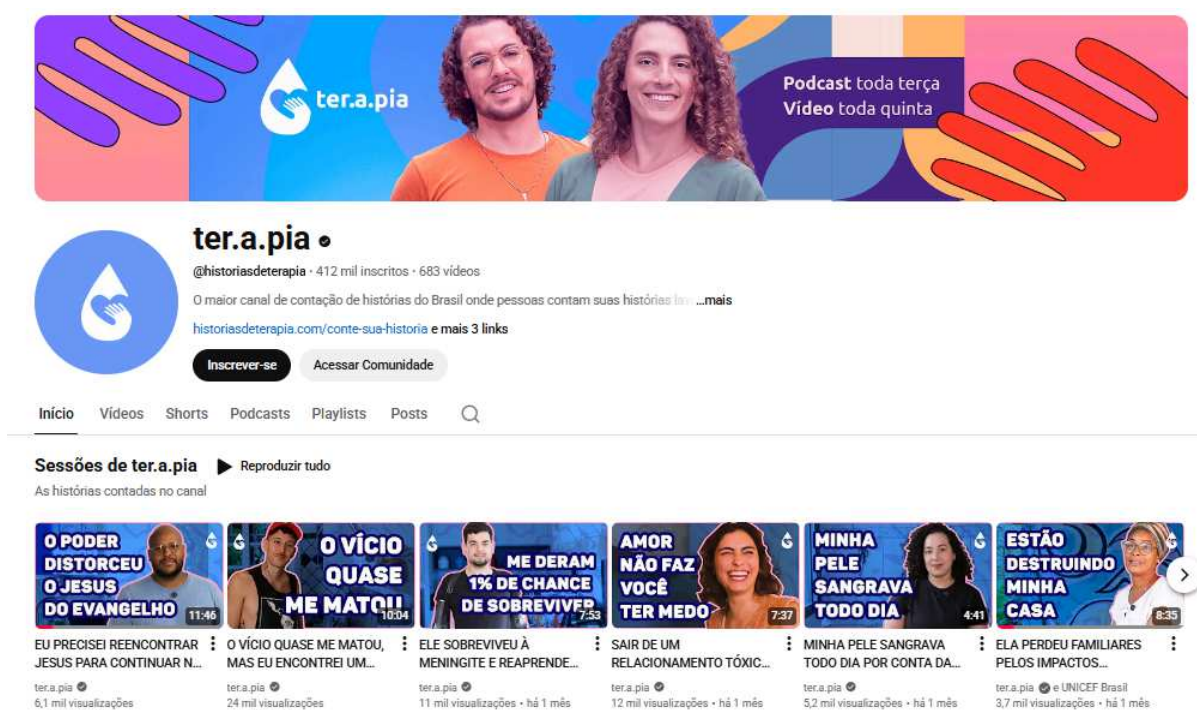 ter.a.pia
Podcast toda terça
Vídeo toda quinta
ter.a.pia
@historiasdeterapia · 412 mil inscritos · 683 vídeos
O maior canal de contação de histórias do Brasil onde pessoas contam suas histórias ...mais
historiasdeterapia.com/conte-sua-historia e mais 3 links
Inscrever-se Acessar Comunidade
Início Vídeos Shorts Podcasts Playlists Posts
Sessões de ter.a.pia Reproduzir tudo
As histórias contadas no canal
O PODER
DISTORCEU
O JESUS
DO EVANGELHO
11:46
EU PRECISEI REENCONTRAR
JESUS PARA CONTINUAR N...
ter.a.pia
6,1 mil visualizações
O VÍCIO
QUASE
ME MATOU
10:04
O VÍCIO QUASE ME MATOU,
MAS EU ENCONTREI UM...
ter.a.pia
24 mil visualizações
ME DERAM
1% DE CHANCE
DE SOBREVIVER
7:53
ELE SOBREVIVEU À
MENINGITE E REAPRENDE...
ter.a.pia
11 mil visualizações • há 1 mês
AMOR
NÃO FAZ
VOCÊ
TER MEDO
7:37
SAIR DE UM
RELACIONAMENTO TÓXIC...
ter.a.pia
12 mil visualizações • há 1 mês
MINHA
PELE
SANGRAVA
TODO DIA
4:41
MINHA PELE SANGRAVA
TODO DIA POR CONTA DA...
ter.a.pia
5,2 mil visualizações • há 1 mês
ESTÃO
DESTRUINDO
MINHA
CASA
8:35
ELA PERDEU FAMILIARES
PELOS IMPACTOS...
ter.a.pia e UNICEF Brasil
3,7 mil visualizações • há 1 mês